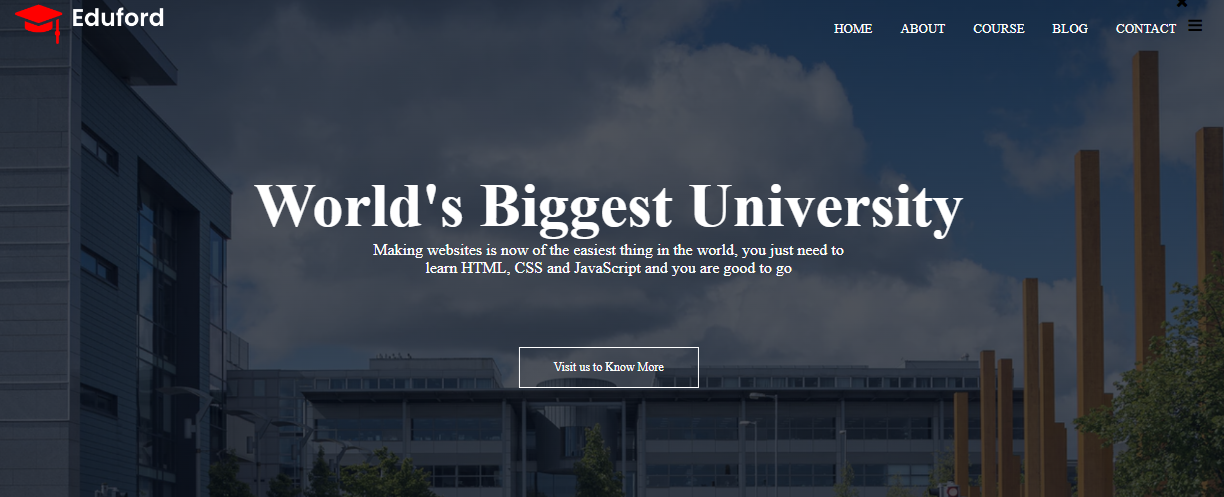 Eduford
HOME ABOUT COURSE BLOG CONTACT
World's Biggest University
Making websites is now of the easiest thing in the world, you just need to
learn HTML, CSS and JavaScript and you are good to go
Visit us to Know More